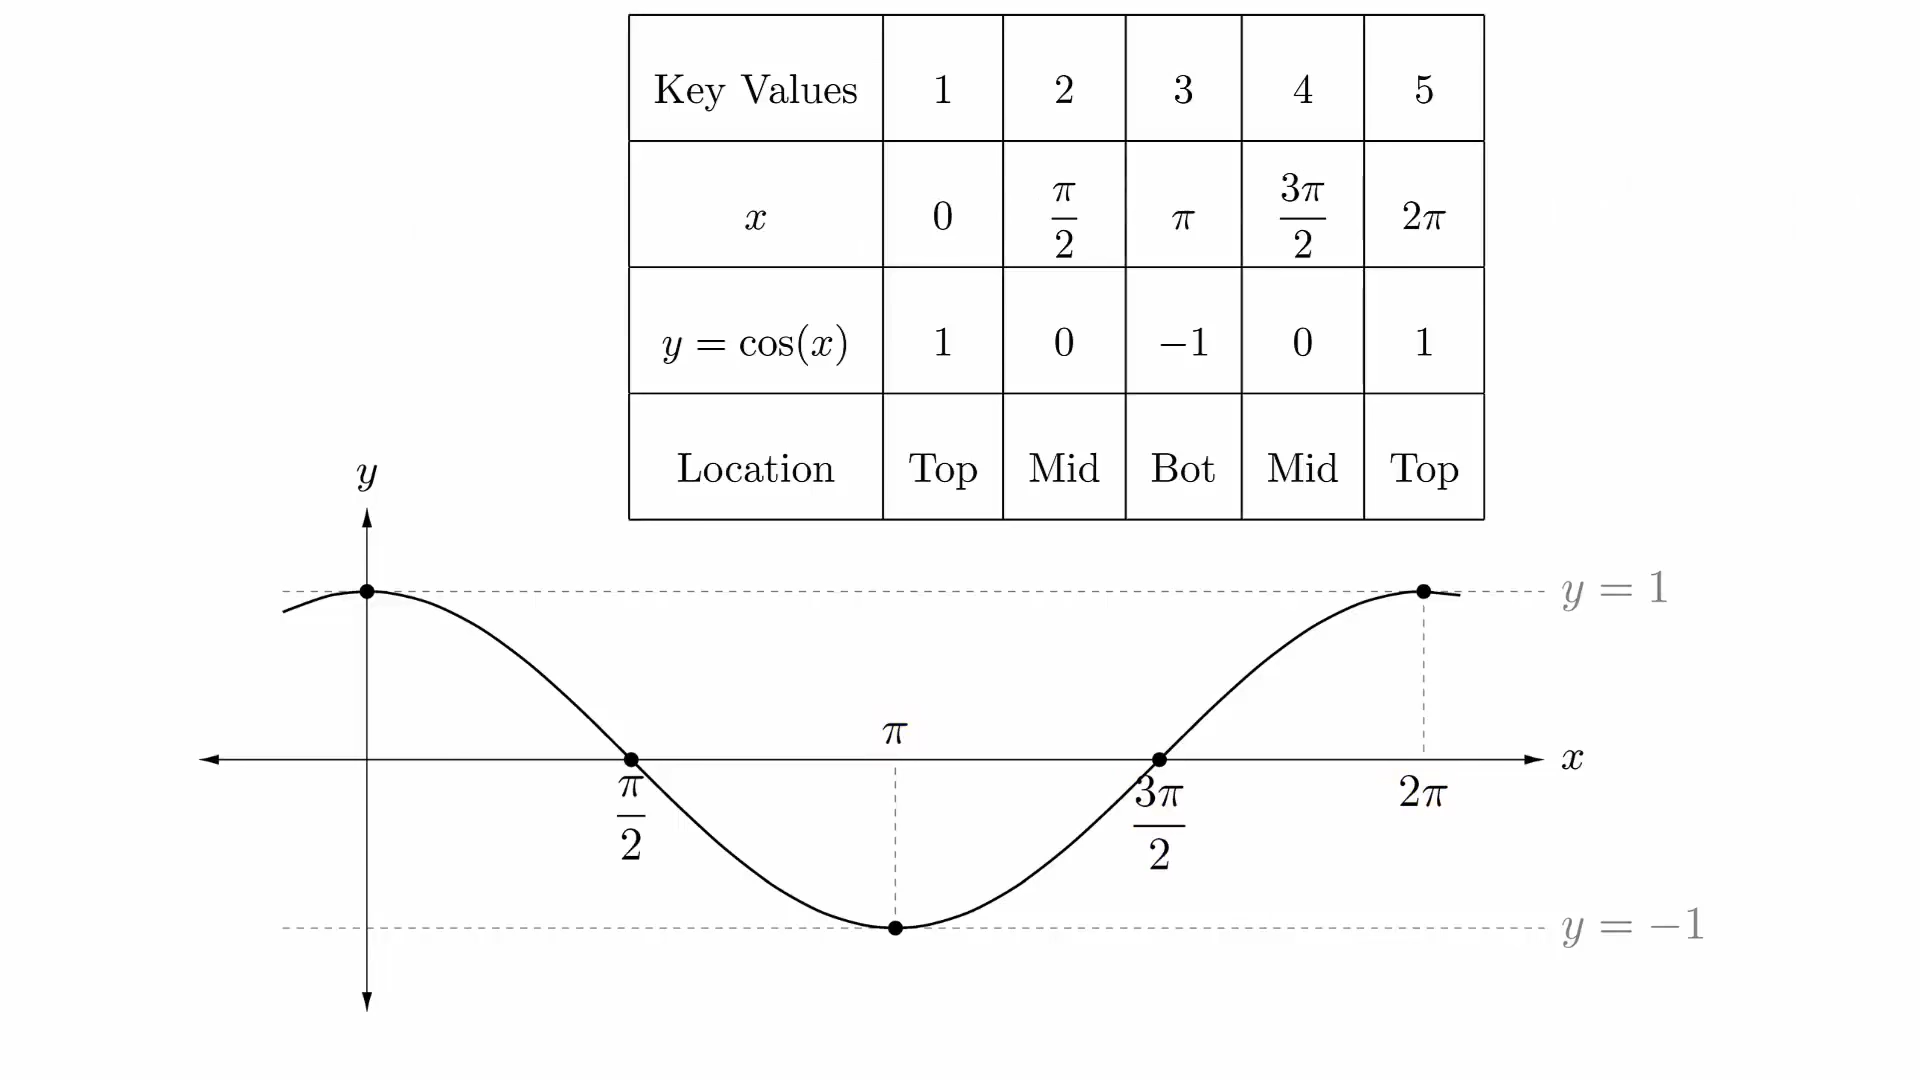 Key Values 1 2 3 4 5
x 0 π/2 π 3π/2 2π
y = cos(x) 1 0 −1 0 1
Location Top Mid Bot Mid Top
y
y = 1
π
x
π/2 3π/2 2π
y = −1